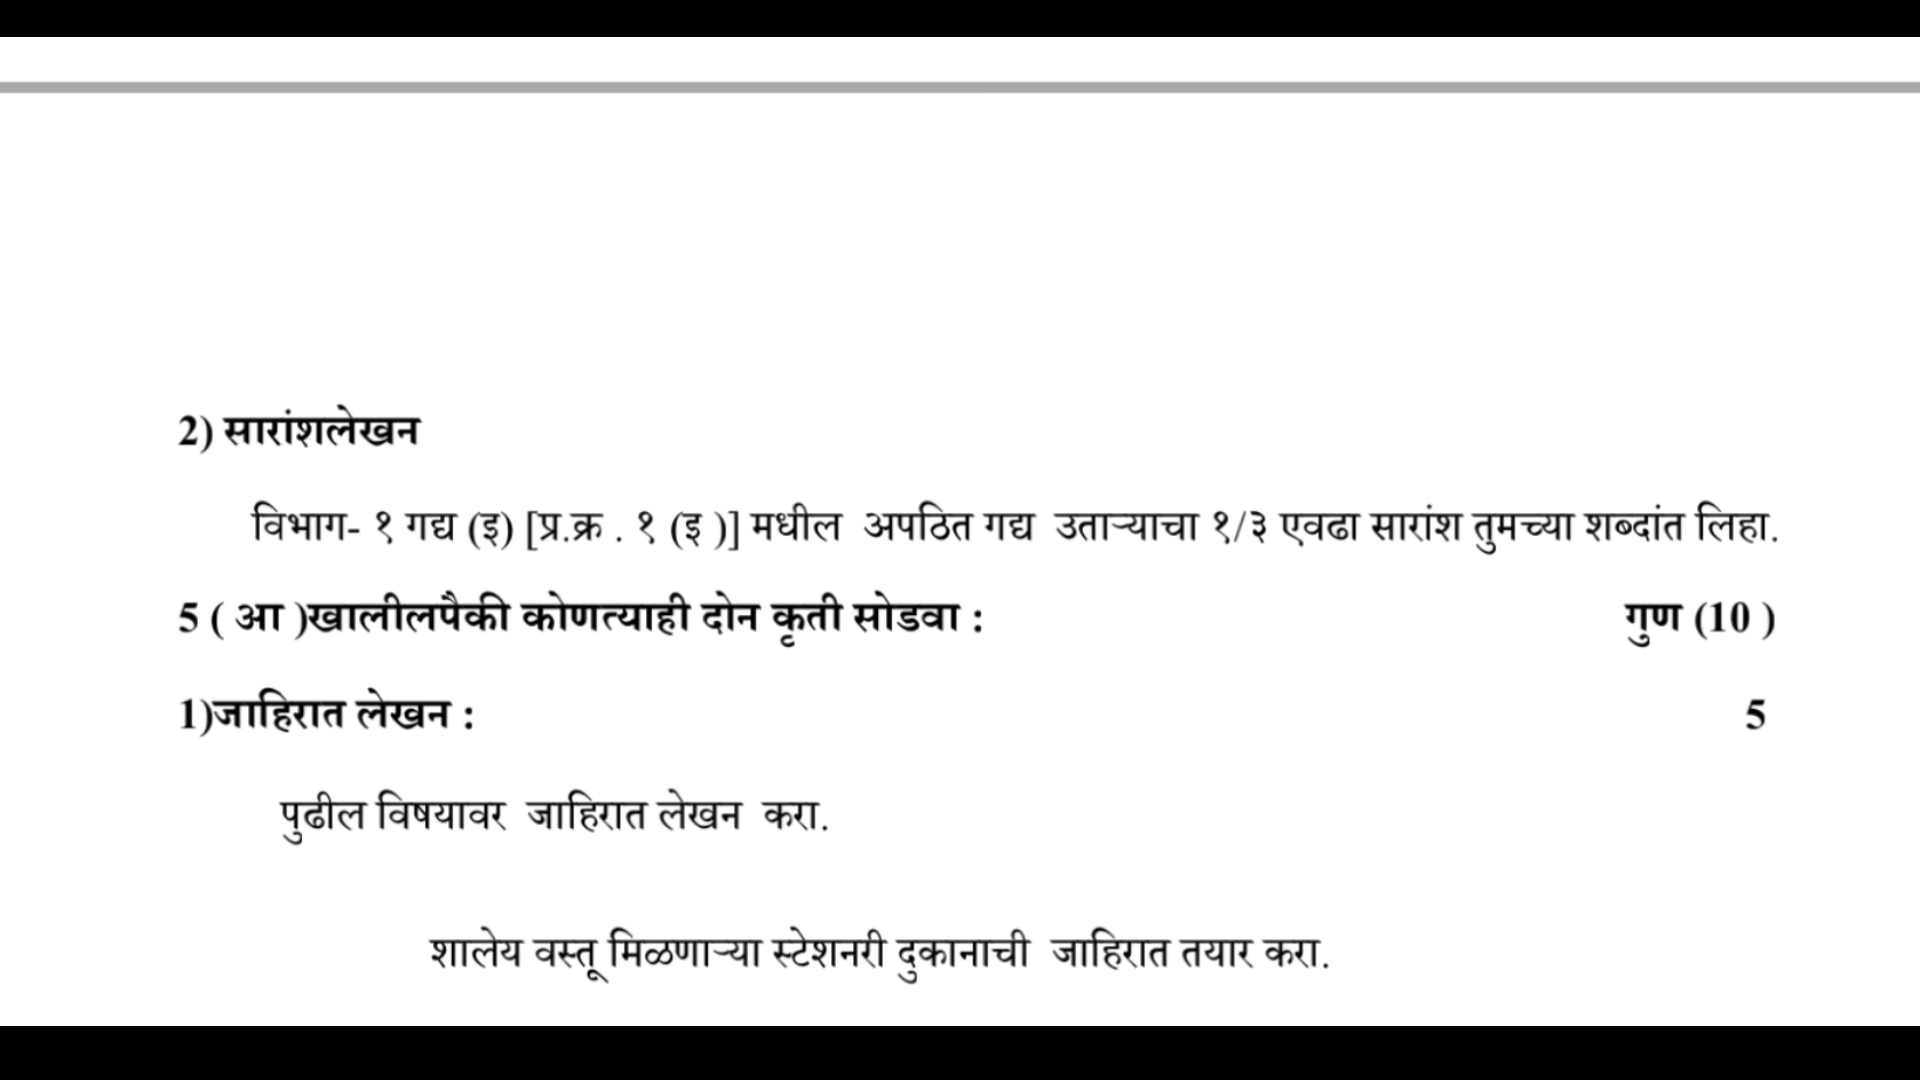 2) सारांशलेखन
विभाग- १ गद्य (इ) [प्र.क्र . १ (इ )] मधील अपठित गद्य उताऱ्याचा १/३ एवढा सारांश तुमच्या शब्दांत लिहा.
5 ( आ )खालीलपैकी कोणत्याही दोन कृती सोडवा : गुण (10 )
1)जाहिरात लेखन : 5
पुढील विषयावर जाहिरात लेखन करा.
शालेय वस्तू मिळणाऱ्या स्टेशनरी दुकानाची जाहिरात तयार करा.